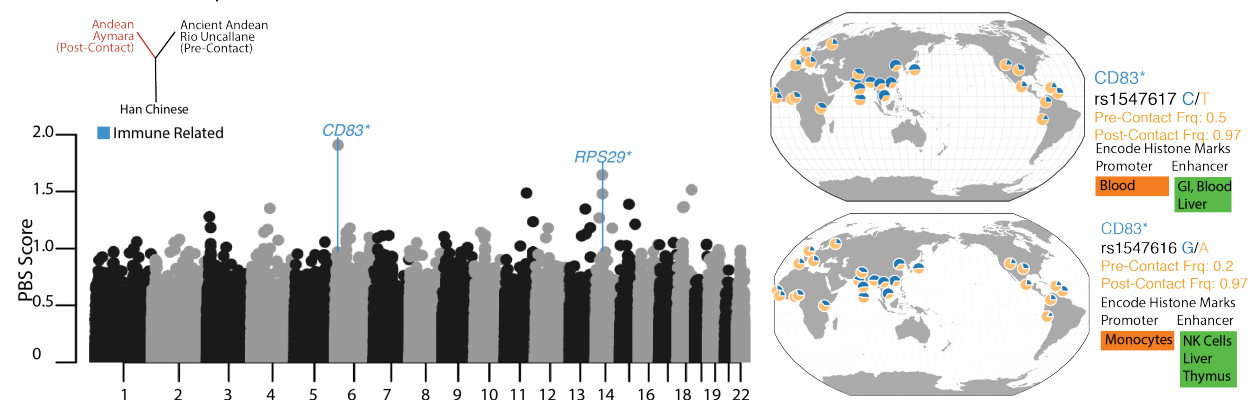 Andean
Aymara
(Post-Contact)
Ancient Andean
Rio Uncallane
(Pre-Contact)
Han Chinese
Immune Related
PBS Score
2.0
1.5
1.0
0.5
0
CD83*
RPS29*
1 2 3 4 5 6 7 8 9 10 11 12 13 14 16 18 19 22
CD83*
rs1547617 C/T
Pre-Contact Frq: 0.5
Post-Contact Frq: 0.97
Encode Histone Marks
Promoter Enhancer
Blood
GI, Blood
Liver
CD83*
rs1547616 G/A
Pre-Contact Frq: 0.2
Post-Contact Frq: 0.97
Encode Histone Marks
Promoter Enhancer
Monocytes
NK Cells
Liver
Thymus